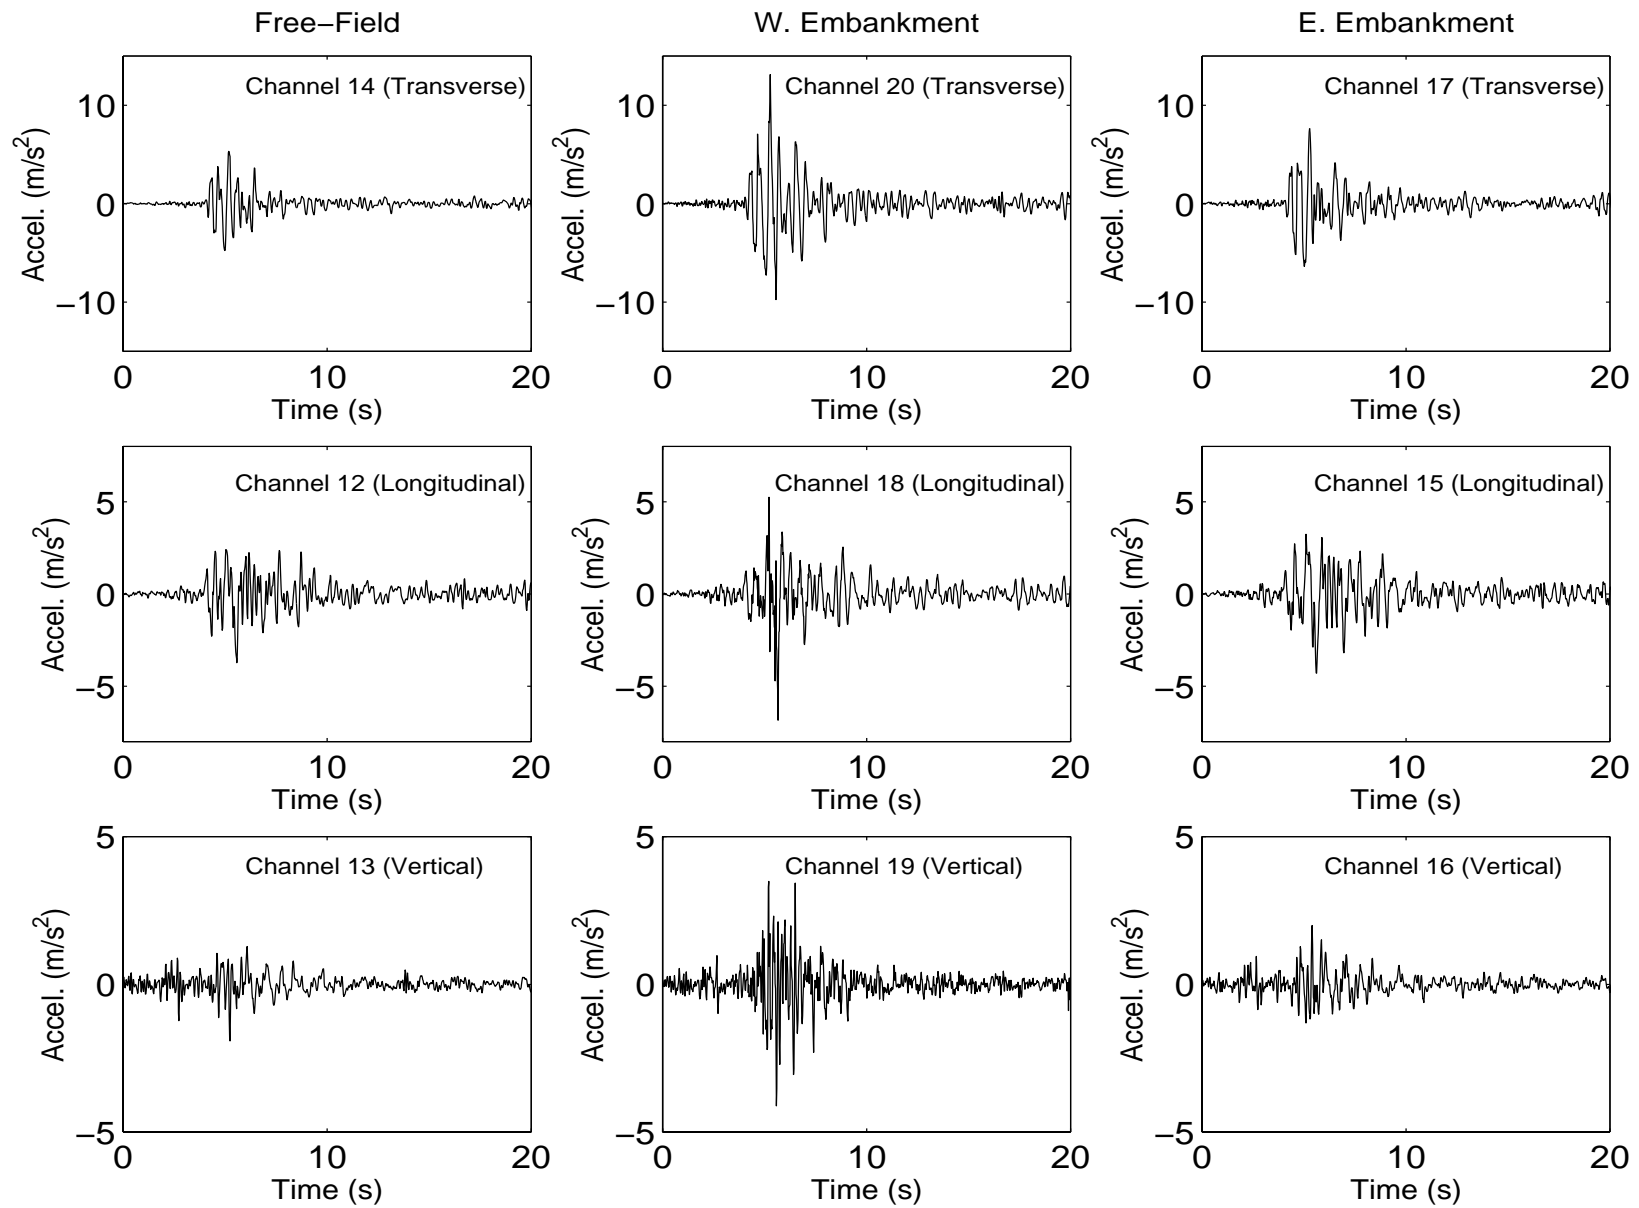 Free−Field
W. Embankment
E. Embankment
Channel 14 (Transverse)
10
0
−10
Accel. (m/s²)
0
10
20
Time (s)
Channel 20 (Transverse)
10
0
−10
Accel. (m/s²)
0
10
20
Time (s)
Channel 17 (Transverse)
10
0
−10
Accel. (m/s²)
0
10
20
Time (s)
Channel 12 (Longitudinal)
5
0
−5
Accel. (m/s²)
0
10
20
Time (s)
Channel 18 (Longitudinal)
5
0
−5
Accel. (m/s²)
0
10
20
Time (s)
Channel 15 (Longitudinal)
5
0
−5
Accel. (m/s²)
0
10
20
Time (s)
5
Channel 13 (Vertical)
0
−5
Accel. (m/s²)
0
10
20
Time (s)
5
Channel 19 (Vertical)
0
−5
Accel. (m/s²)
0
10
20
Time (s)
5
Channel 16 (Vertical)
0
−5
Accel. (m/s²)
0
10
20
Time (s)